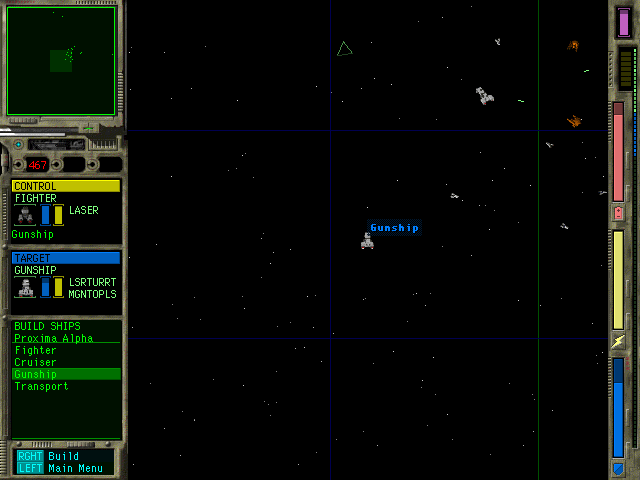 467
CONTROL
FIGHTER
LASER
Gunship
TARGET
GUNSHIP
LSRTURRT
MGNTOPLS
BUILD SHIPS
Proxima Alpha
Fighter
Cruiser
Gunship
Transport
RGHT Build
LEFT Main Menu
Gunship